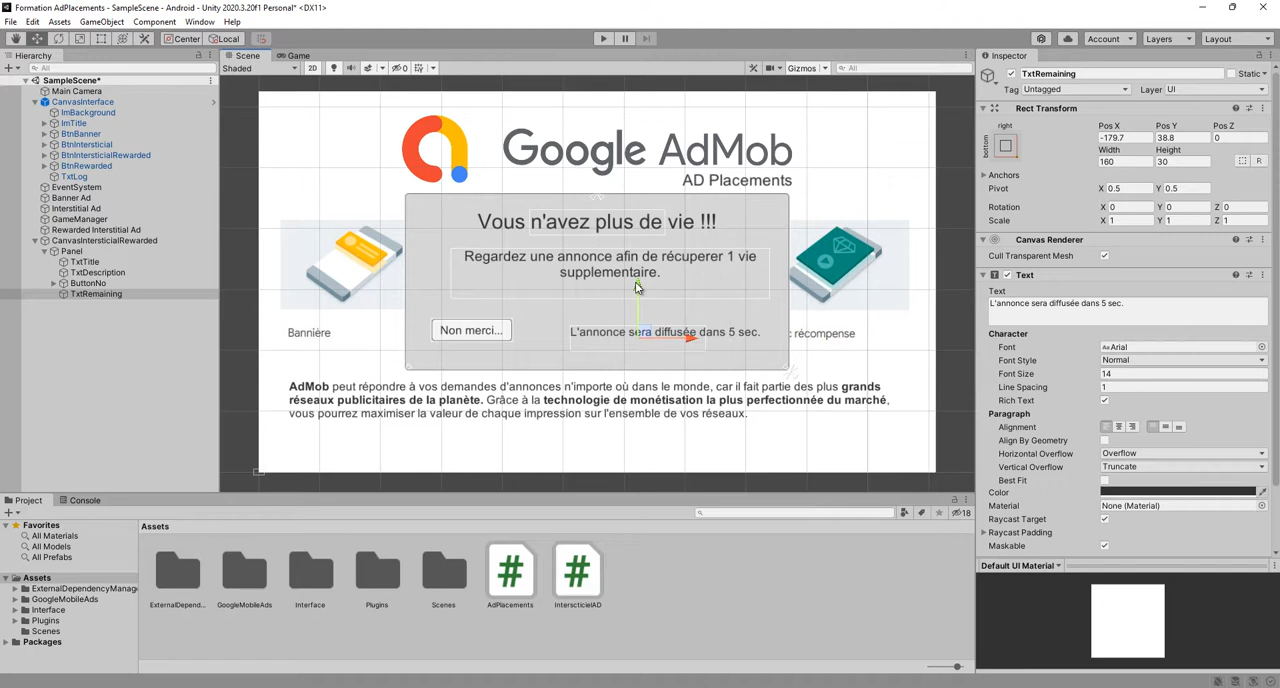 Formation AdPlacements - SampleScene - Android - Unity 2020.3.20f1 Personal* <DX11>
File Edit Assets GameObject Component Window Help
Center Local
Account Layers Layout
Hierarchy
All
SampleScene*
Main Camera
CanvasInterface
ImBackground
ImTitle
BtnBanner
BtnIntersticial
BtnIntersticialRewarded
BtnRewarded
TxtLog
EventSystem
Banner Ad
Interstitial Ad
GameManager
Rewarded Interstitial Ad
CanvasInterstitialRewarded
Panel
TxtTitle
TxtDescription
ButtonNo
TxtRemaining
Scene Game
Shaded 2D 0 Gizmos All
Google AdMob
AD Placements
Vous n'avez plus de vie !!!
Regardez une annonce afin de récuperer 1 vie
supplementaire.
Non merci...
L'annonce sera diffusée dans 5 sec.
Bannière
récompense
AdMob peut répondre à vos demandes d'annonces n'importe où dans le monde, car il fait partie des plus grands
réseaux publicitaires de la planète. Grâce à la technologie de monétisation la plus perfectionnée du marché,
vous pourrez maximiser la valeur de chaque impression sur l'ensemble de vos réseaux.
Inspector
TxtRemaining Static
Tag Untagged Layer UI
Rect Transform
right
bottom
Pos X Pos Y Pos Z
-179.7 38.8 0
Width Height
160 30
R
Anchors
Pivot X 0.5 Y 0.5
Rotation X 0 Y 0 Z 0
Scale X 1 Y 1 Z 1
Canvas Renderer
Cull Transparent Mesh
Text
Text
L'annonce sera diffusée dans 5 sec.
Character
Font Arial
Font Style Normal
Font Size 14
Line Spacing 1
Rich Text
Paragraph
Alignment
Align By Geometry
Horizontal Overflow Overflow
Vertical Overflow Truncate
Best Fit
Color
Material None (Material)
Raycast Target
Raycast Padding
Maskable
Default UI Material
Project Console
18
Favorites
All Materials
All Models
All Prefabs
Assets
ExternalDependencyManag
GoogleMobileAds
Interface
Plugins
Scenes
Packages
Assets
ExternalDepend... GoogleMobileAds Interface Plugins Scenes AdPlacements IntersticielAD